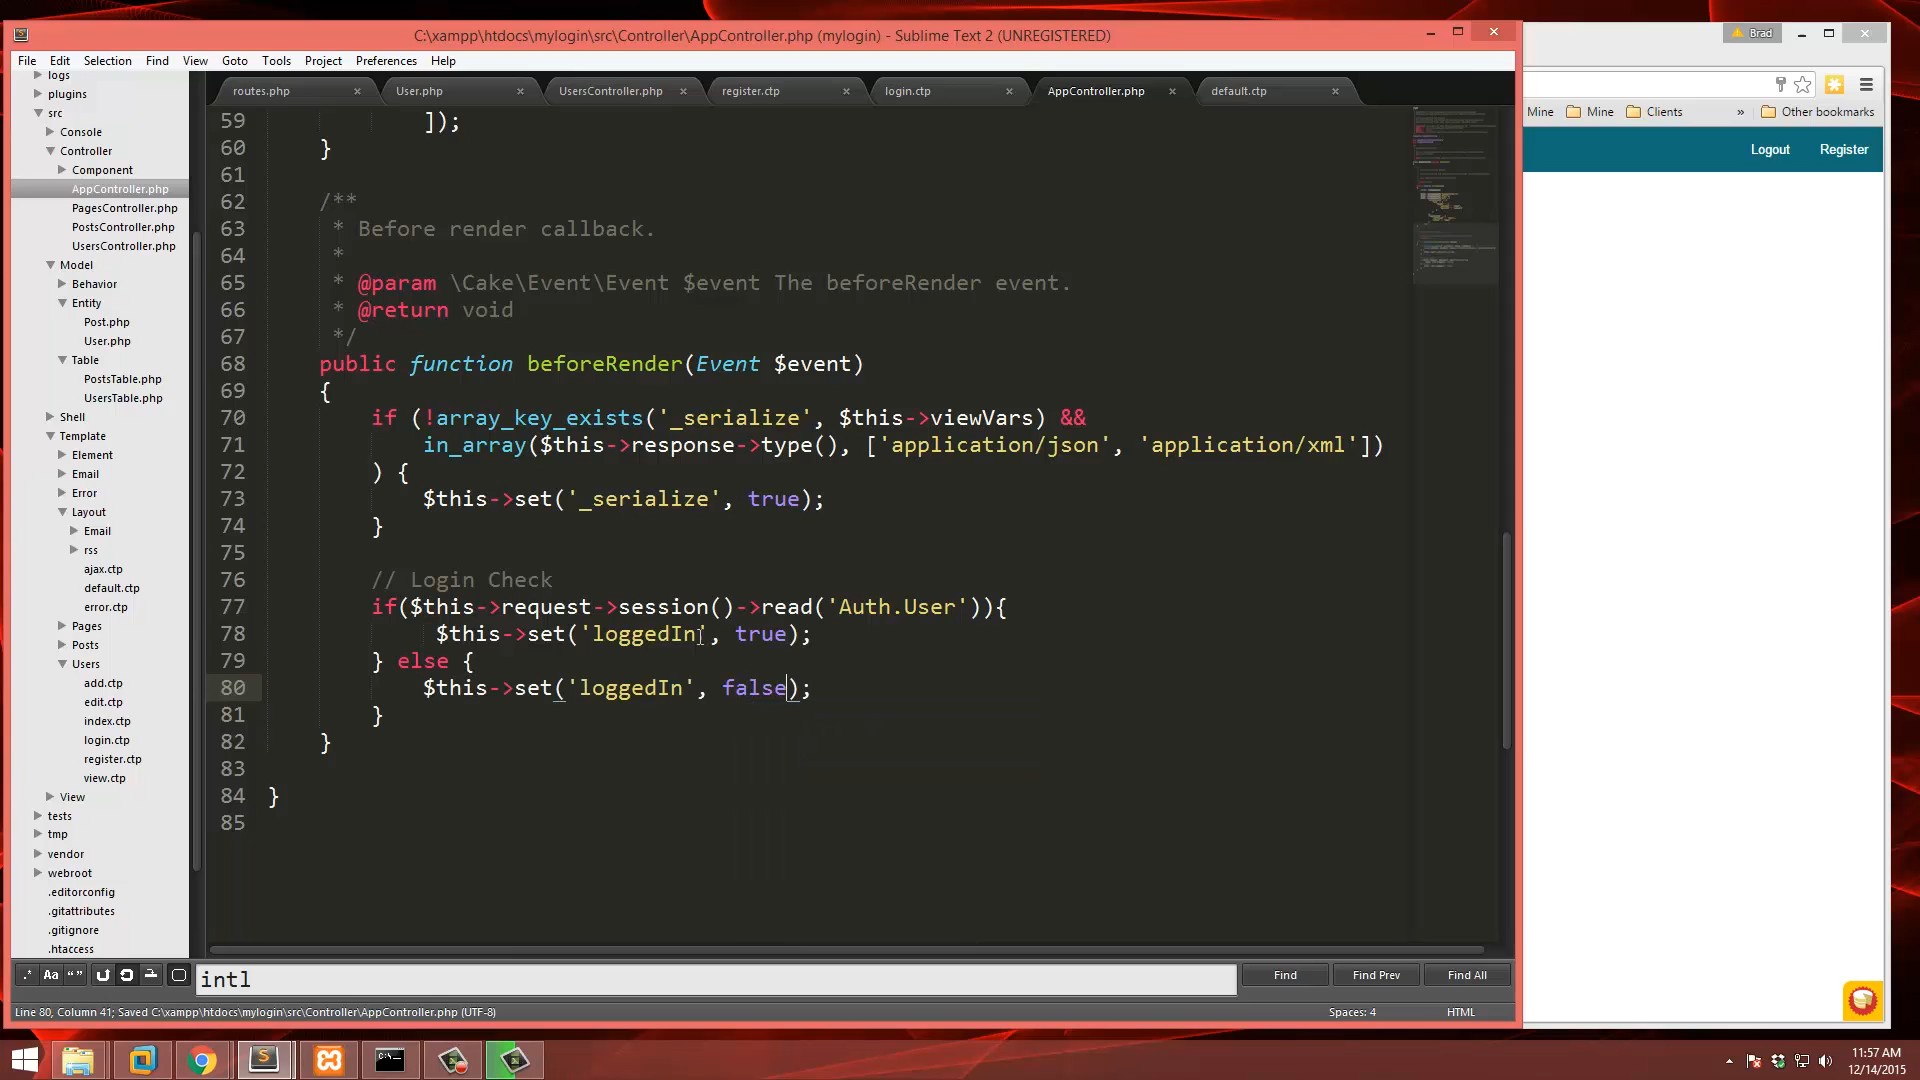 C:\xampp\htdocs\mylogin\src\Controller\AppController.php (mylogin) - Sublime Text 2 (UNREGISTERED)
Brad
File Edit Selection Find View Goto Tools Project Preferences Help
routes.php
User.php
UsersController.php
register.ctp
login.ctp
AppController.php
default.ctp
Mine
Mine
Clients
»
Other bookmarks
Logout
Register
logs
plugins
src
Console
Controller
Component
AppController.php
PagesController.php
PostsController.php
UsersController.php
Model
Behavior
Entity
Post.php
User.php
Table
PostsTable.php
UsersTable.php
Shell
Template
Element
Email
Error
Layout
Email
rss
ajax.ctp
default.ctp
error.ctp
Pages
Posts
Users
add.ctp
edit.ctp
index.ctp
login.ctp
register.ctp
view.ctp
View
tests
tmp
vendor
webroot
.editorconfig
.gitattributes
.gitignore
.htaccess
59 ]);
60 }
61
62 /**
63 * Before render callback.
64 *
65 * @param \Cake\Event\Event $event The beforeRender event.
66 * @return void
67 */
68 public function beforeRender(Event $event)
69 {
70 if (!array_key_exists('_serialize', $this->viewVars) &&
71 in_array($this->response->type(), ['application/json', 'application/xml'])
72 ) {
73 $this->set('_serialize', true);
74 }
75
76 // Login Check
77 if($this->request->session()->read('Auth.User')){
78 $this->set('loggedIn', true);
79 } else {
80 $this->set('loggedIn', false);
81 }
82 }
83
84 }
85
.* Aa “”
intl
Find
Find Prev
Find All
Line 80, Column 41; Saved C:\xampp\htdocs\mylogin\src\Controller\AppController.php (UTF-8)
Spaces: 4
HTML
11:57 AM
12/14/2015